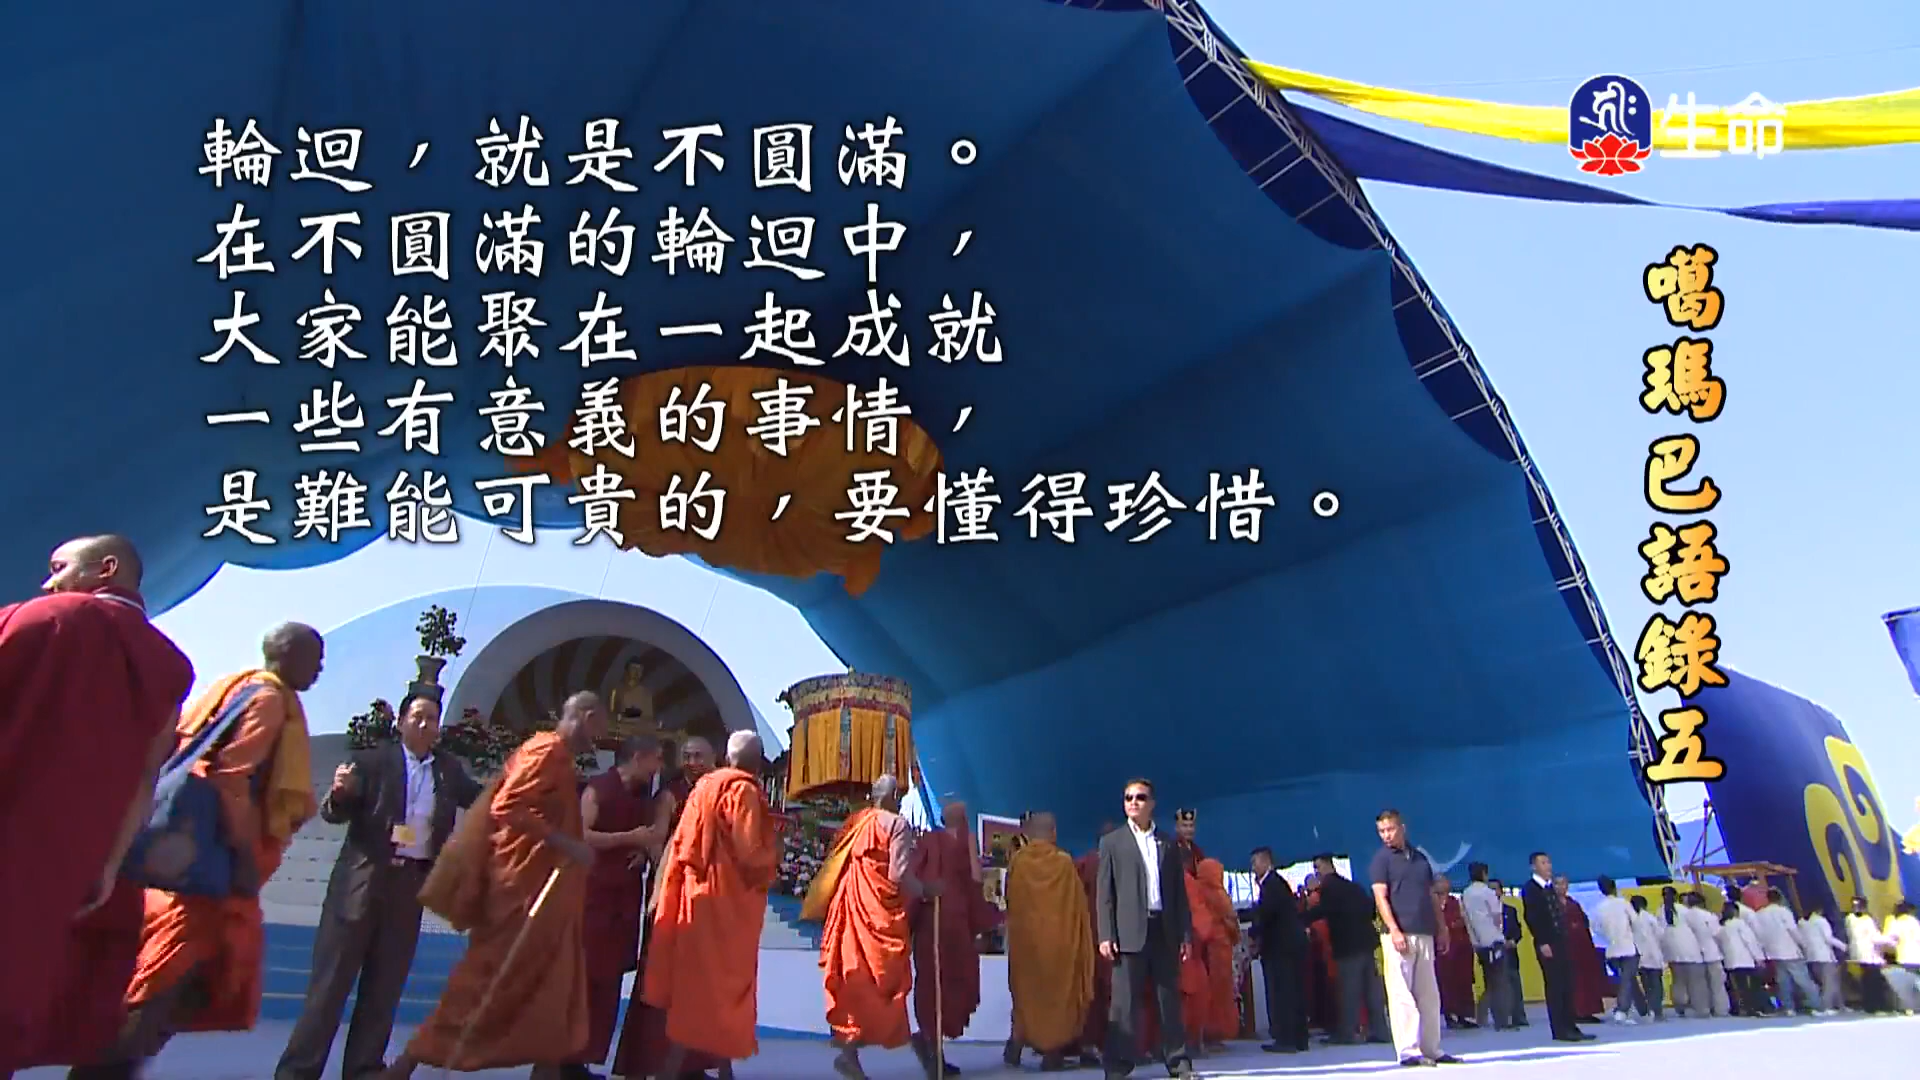 輪迴，就是不圓滿。
在不圓滿的輪迴中，
大家能聚在一起成就
一些有意義的事情，
是難能可貴的，要懂得珍惜。
生命
噶瑪巴語錄五